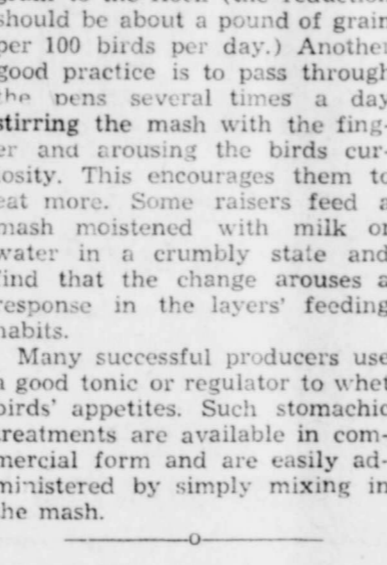 should be about a pound of grain
per 100 birds per day.) Another
good practice is to pass through
the pens several times a day
stirring the mash with the fing-
er and arousing the birds cur-
iosity. This encourages them to
eat more. Some raisers feed a
mash moistened with milk or
water in a crumbly state and
find that the change arouses a
response in the layers' feeding
habits.
Many successful producers use
a good tonic or regulator to whet
birds' appetites. Such stomachic
treatments are available in com-
mercial form and are easily ad-
ministered by simply mixing in
the mash.